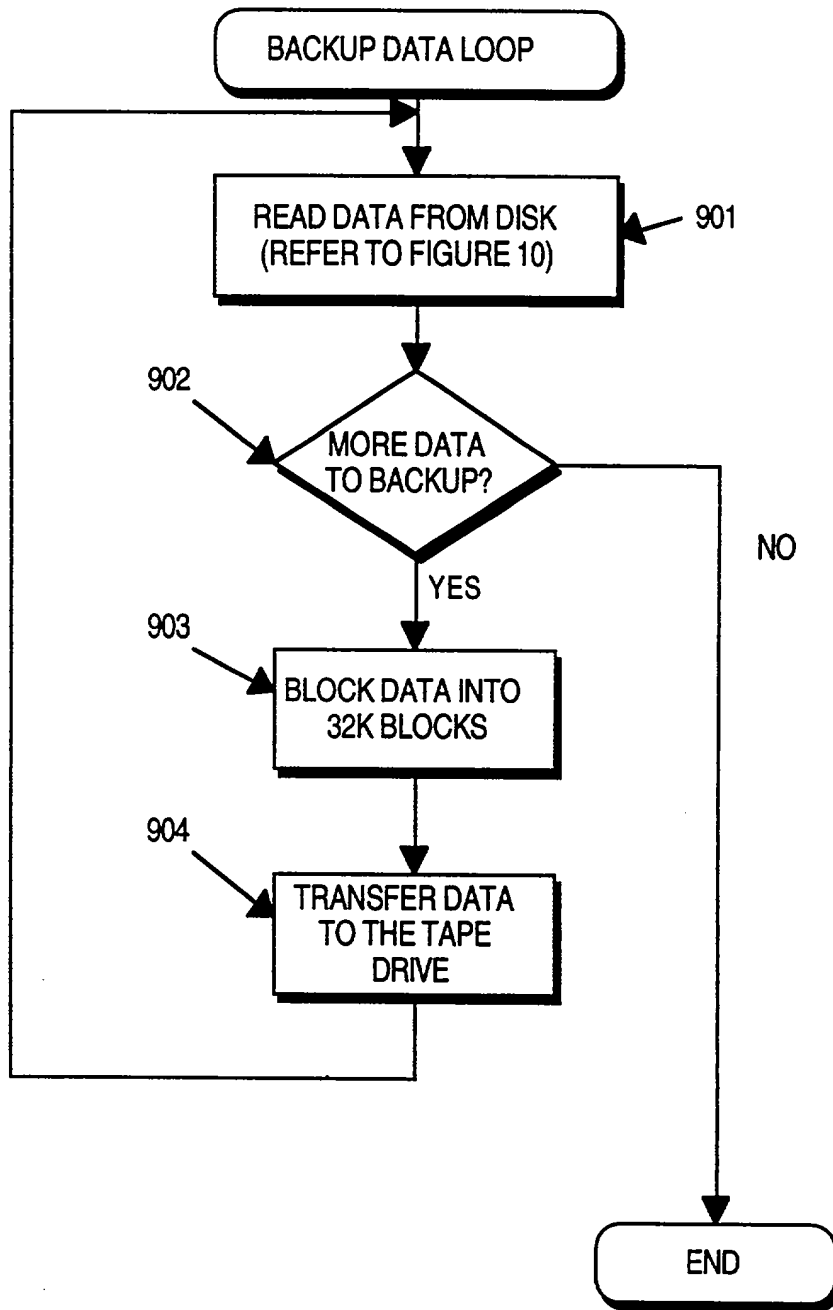 BACKUP DATA LOOP
READ DATA FROM DISK
(REFER TO FIGURE 10)
901
902
MORE DATA
TO BACKUP?
NO
YES
903
BLOCK DATA INTO
32K BLOCKS
904
TRANSFER DATA
TO THE TAPE
DRIVE
END